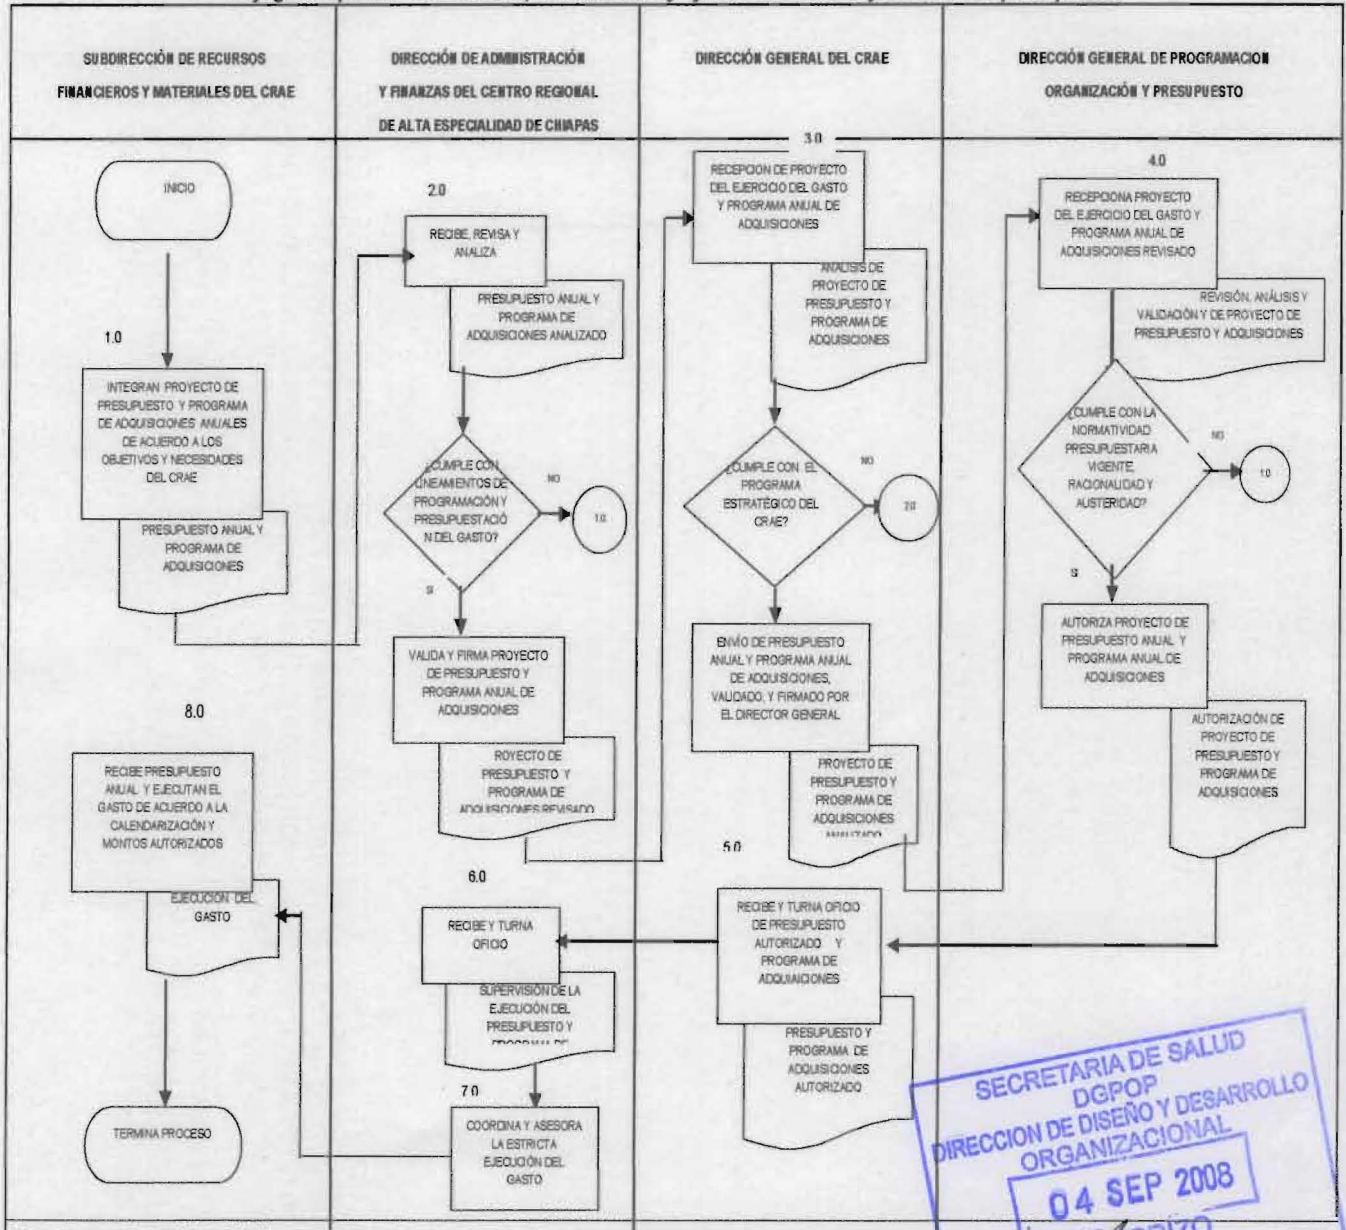 SUBDIRECCIÓN DE RECURSOS
FINANCIEROS Y MATERIALES DEL CRAE
DIRECCIÓN DE ADMINISTRACIÓN
Y FINANZAS DEL CENTRO REGIONAL
DE ALTA ESPECIALIDAD DE CHIAPAS
DIRECCIÓN GENERAL DEL CRAE
DIRECCIÓN GENERAL DE PROGRAMACION
ORGANIZACIÓN Y PRESUPUESTO
INICIO
1.0
INTEGRAN PROYECTO DE
PRESUPUESTO Y PROGRAMA
DE ADQUISICIONES ANUALES
DE ACUERDO A LOS
OBJETIVOS Y NECESIDADES
DEL CRAE
PRESUPUESTO ANUAL Y
PROGRAMA DE
ADQUISICIONES
2.0
RECIBE, REVISA Y
ANALIZA
PRESUPUESTO ANUAL Y
PROGRAMA DE
ADQUISICIONES ANALIZADO
¿CUMPLE CON
LINEAMIENTOS DE
PROGRAMACIÓN Y
PRESUPUESTACIÓ
N DEL GASTO?
NO
1.0
SI
VALIDA Y FIRMA PROYECTO
DE PRESUPUESTO Y
PROGRAMA ANUAL DE
ADQUISICIONES
ROYECTO DE
PRESUPUESTO Y
PROGRAMA DE
ADQUISICIONES REVISADO
3.0
RECEPCION DE PROYECTO
DEL EJERCICIO DEL GASTO
Y PROGRAMA ANUAL DE
ADQUISICIONES
ANALISIS DE
PROYECTO DE
PRESUPUESTO Y
PROGRAMA DE
ADQUISICIONES
¿CUMPLE CON EL
PROGRAMA
ESTRATÉGICO DEL
CRAE?
NO
2.0
ENVÍO DE PRESUPUESTO
ANUAL Y PROGRAMA ANUAL
DE ADQUISICIONES,
VALIDADO, Y FIRMADO POR
EL DIRECTOR GENERAL
PROYECTO DE
PRESUPUESTO Y
PROGRAMA DE
ADQUISICIONES
ANALIZADO
4.0
RECEPCIONA PROYECTO
DEL EJERCICIO DEL GASTO Y
PROGRAMA ANUAL DE
ADQUISICIONES REVISADO
REVISIÓN, ANÁLISIS Y
VALIDACIÓN Y DE PROYECTO DE
PRESUPUESTO Y ADQUISICIONES
¿CUMPLE CON LA
NORMATIVIDAD
PRESUPUESTARIA
VIGENTE,
RACIONALIDAD Y
AUSTERIDAD?
NO
1.0
SI
AUTORIZA PROYECTO DE
PRESUPUESTO ANUAL Y
PROGRAMA ANUAL DE
ADQUISICIONES
AUTORIZACIÓN DE
PROYECTO DE
PRESUPUESTO Y
PROGRAMA DE
ADQUISICIONES
5.0
RECIBE Y TURNA OFICIO
DE PRESUPUESTO
AUTORIZADO Y
PROGRAMA DE
ADQUIAICIONES
PRESUPUESTO Y
PROGRAMA DE
ADQUISICIONES
AUTORIZADO
6.0
RECIBE Y TURNA
OFICIO
SUPERVISIÓN DE LA
EJECUCIÓN DEL
PRESUPUESTO Y
PROGRAMA DE
7.0
COORDINA Y ASESORA
LA ESTRICTA
EJECUCIÓN DEL
GASTO
8.0
RECIBE PRESUPUESTO
ANUAL Y EJECUTAN EL
GASTO DE ACUERDO A LA
CALENDARIZACIÓN Y
MONTOS AUTORIZADOS
EJECUCIÓN DEL
GASTO
TERMINA PROCESO
SECRETARIA DE SALUD
DGPOP
DIRECCION DE DISEÑO Y DESARROLLO
ORGANIZACIONAL
04 SEP 2008